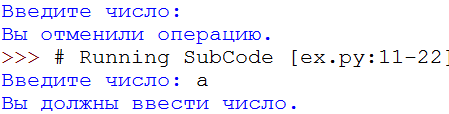 Введите число:
Вы отменили операцию.
>>> # Running SubCode [ex.py:11-22]
Введите число: a
Вы должны ввести число.